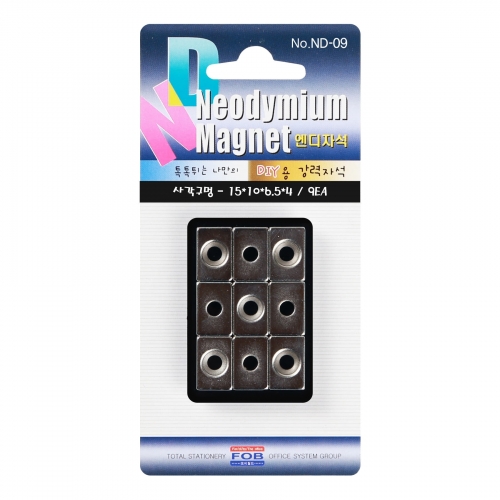 No.ND-09
ND
Neodymium
Magnet 엔디자석
톡톡튀는 나만의 DIY용 강력자석
사각구멍 - 15*10*6.5*4 / 9EA
TOTAL STATIONERY FOB OFFICE SYSTEM GROUP